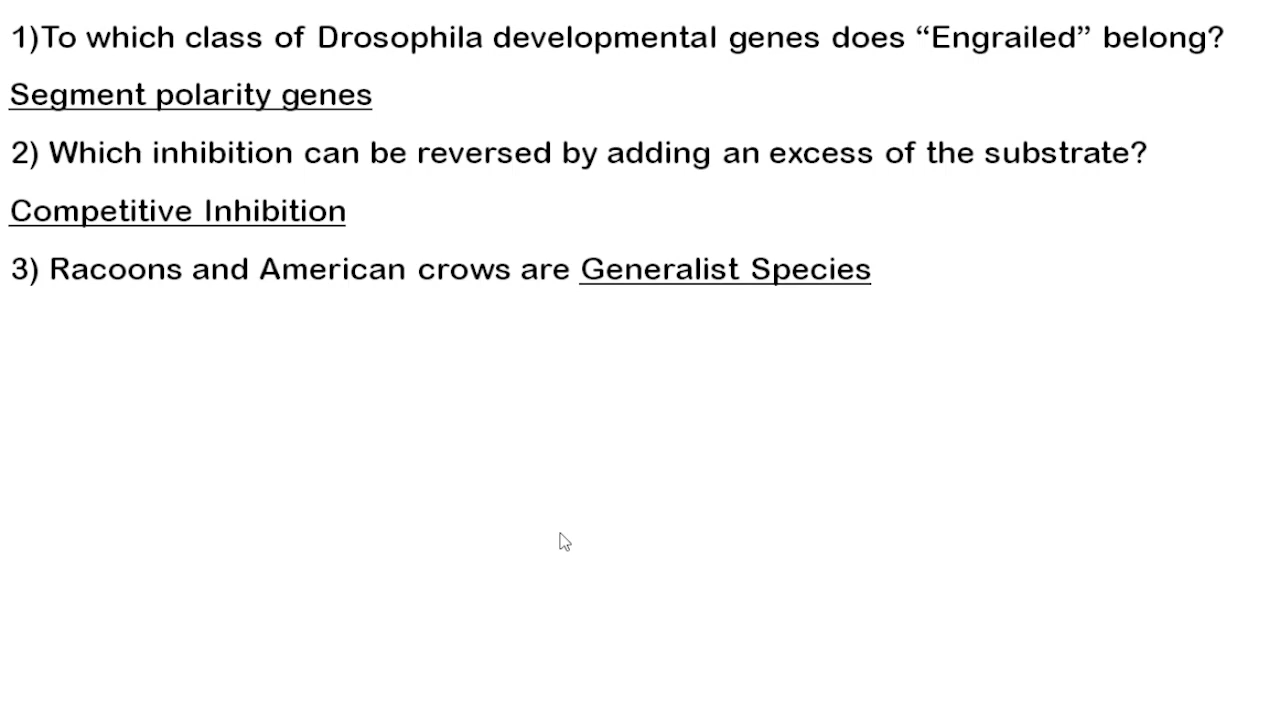 1)To which class of Drosophila developmental genes does “Engrailed” belong?
Segment polarity genes
2) Which inhibition can be reversed by adding an excess of the substrate?
Competitive Inhibition
3) Racoons and American crows are Generalist Species